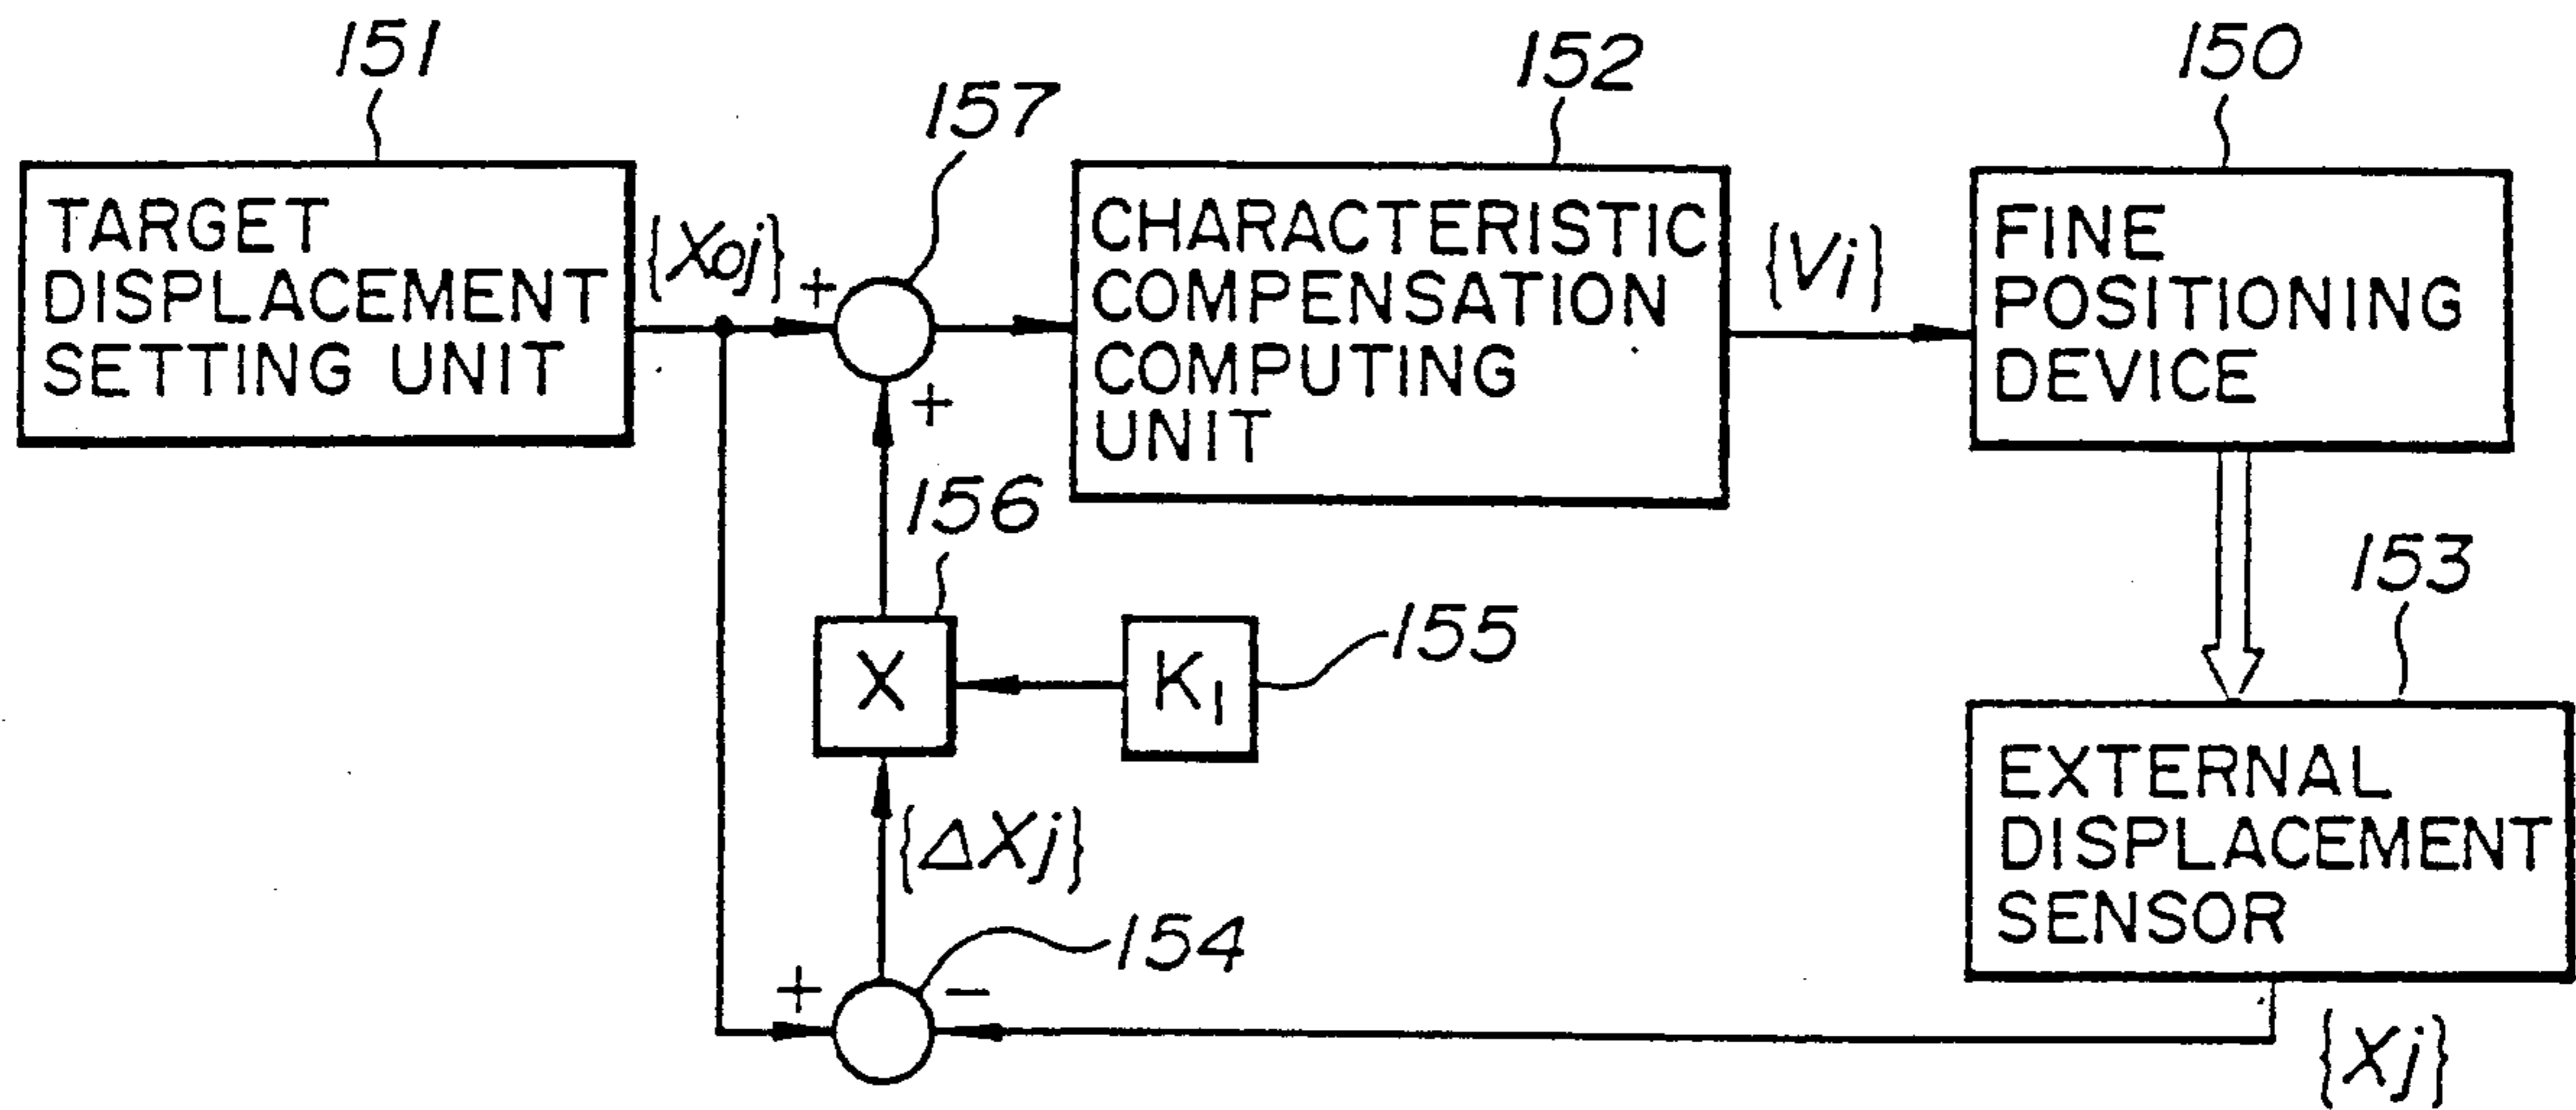 151
157
152
150
TARGET
DISPLACEMENT
SETTING UNIT
{Xoj}
+
+
CHARACTERISTIC
COMPENSATION
COMPUTING
UNIT
{Vi}
FINE
POSITIONING
DEVICE
156
153
X
K1
155
{ΔXj}
EXTERNAL
DISPLACEMENT
SENSOR
154
+
−
{Xj}